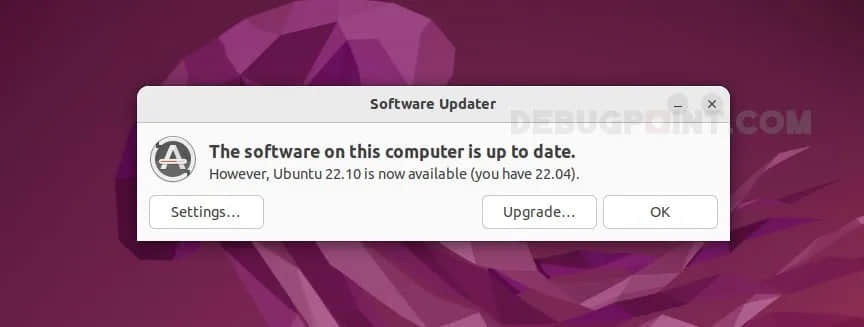 Software Updater
DEBUGPOINT.COM
The software on this computer is up to date.
However, Ubuntu 22.10 is now available (you have 22.04).
Settings... Upgrade... OK